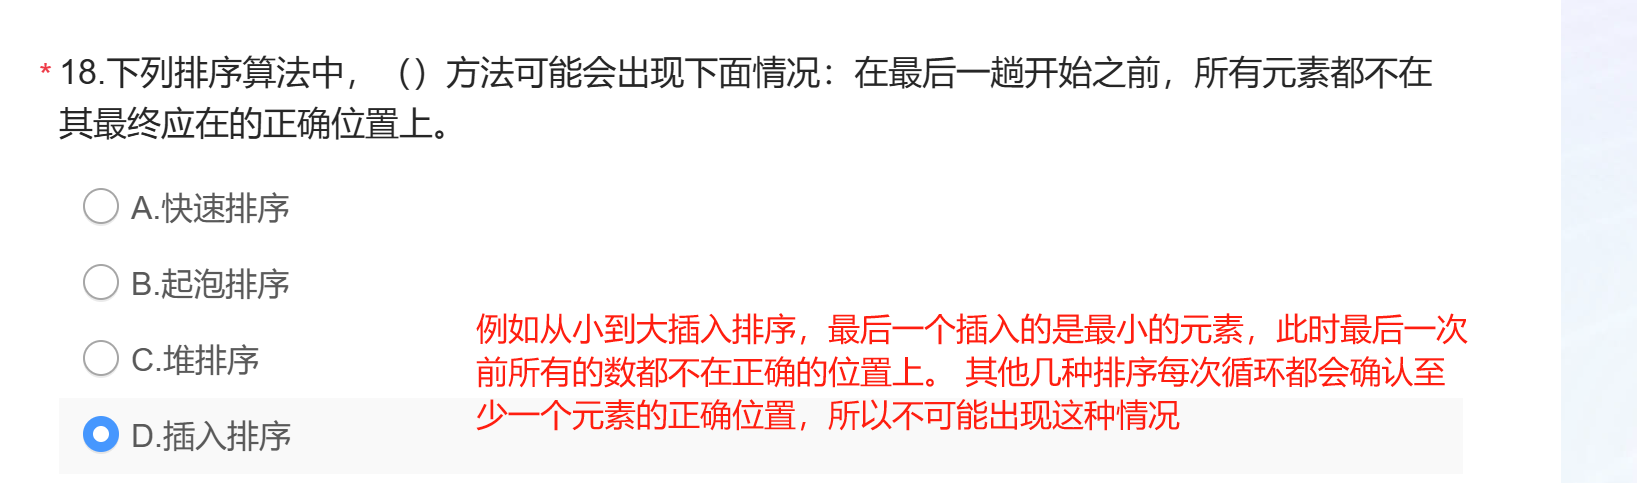 * 18.下列排序算法中，（）方法可能会出现下面情况：在最后一趟开始之前，所有元素都不在
其最终应在的正确位置上。
A.快速排序
B.起泡排序
C.堆排序
D.插入排序
例如从小到大插入排序，最后一个插入的是最小的元素，此时最后一次
前所有的数都不在正确的位置上。 其他几种排序每次循环都会确认至
少一个元素的正确位置，所以不可能出现这种情况